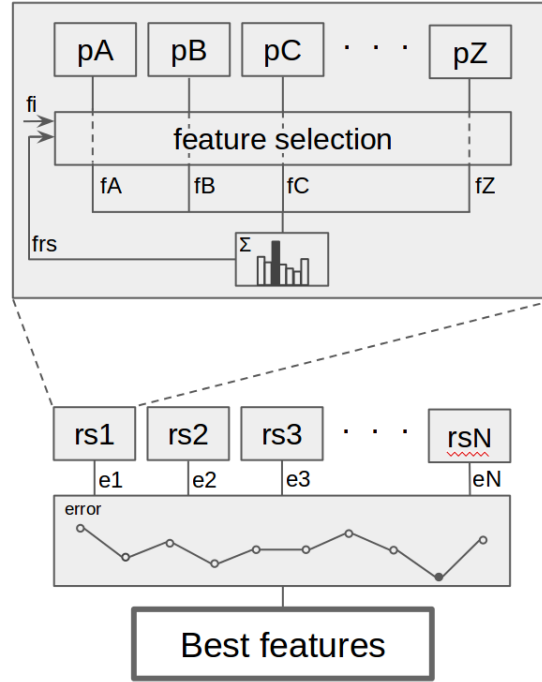 pA pB pC . . . pZ
fi
feature selection
fA fB fC fZ
frs
Σ
rs1 rs2 rs3 . . . rsN
e1 e2 e3 eN
error
Best features